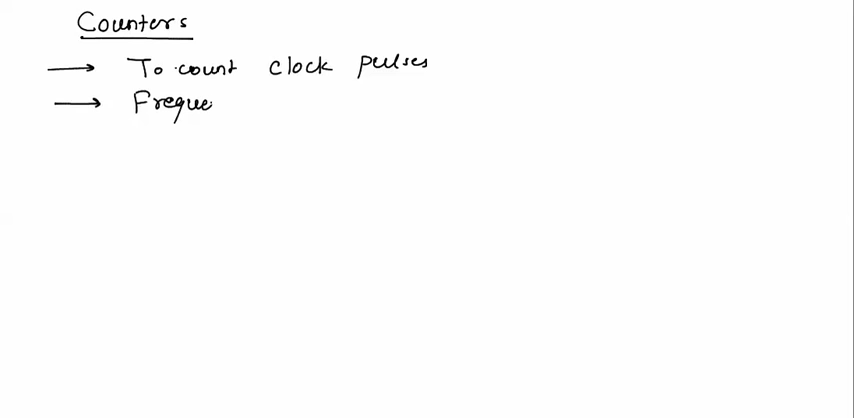 Counters
→ To count clock pulses
→ Freque